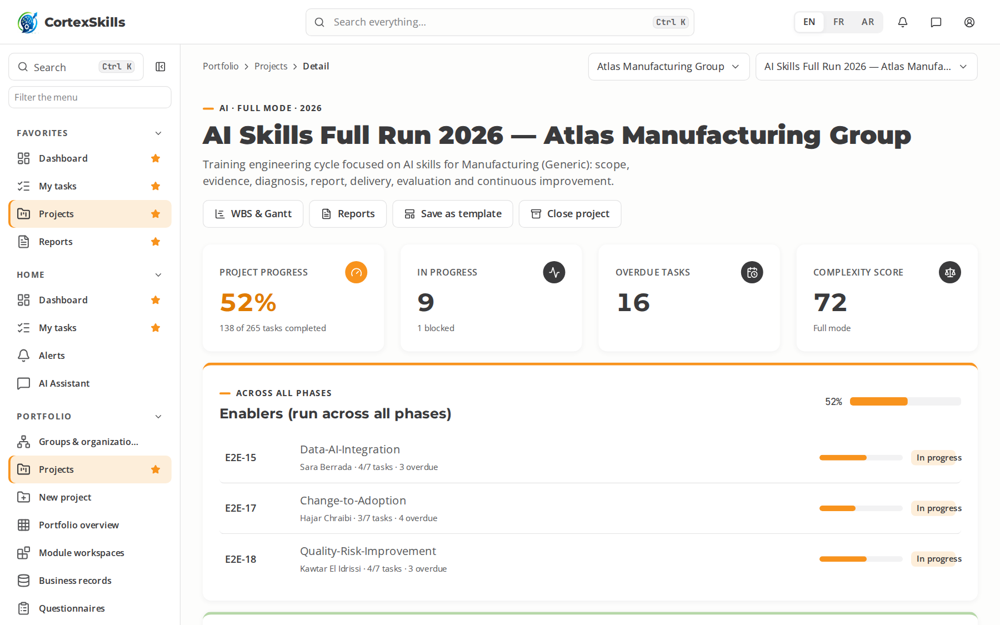 CortexSkills
Search everything...
Ctrl K
EN
FR
AR
Search
Ctrl K
Filter the menu
FAVORITES
Dashboard
My tasks
Projects
Reports
HOME
Dashboard
My tasks
Alerts
AI Assistant
PORTFOLIO
Groups & organizatio...
Projects
New project
Portfolio overview
Module workspaces
Business records
Questionnaires
Portfolio > Projects > Detail
Atlas Manufacturing Group
AI Skills Full Run 2026 — Atlas Manufa...
AI · FULL MODE · 2026
AI Skills Full Run 2026 — Atlas Manufacturing Group
Training engineering cycle focused on AI skills for Manufacturing (Generic): scope,
evidence, diagnosis, report, delivery, evaluation and continuous improvement.
WBS & Gantt
Reports
Save as template
Close project
PROJECT PROGRESS
52%
138 of 265 tasks completed
IN PROGRESS
9
1 blocked
OVERDUE TASKS
16
COMPLEXITY SCORE
72
Full mode
ACROSS ALL PHASES
Enablers (run across all phases)
52%
E2E-15
Data-AI-Integration
Sara Berrada · 4/7 tasks · 3 overdue
In progress
E2E-17
Change-to-Adoption
Hajar Chraibi · 3/7 tasks · 4 overdue
In progress
E2E-18
Quality-Risk-Improvement
Kawtar El Idrissi · 4/7 tasks · 3 overdue
In progress